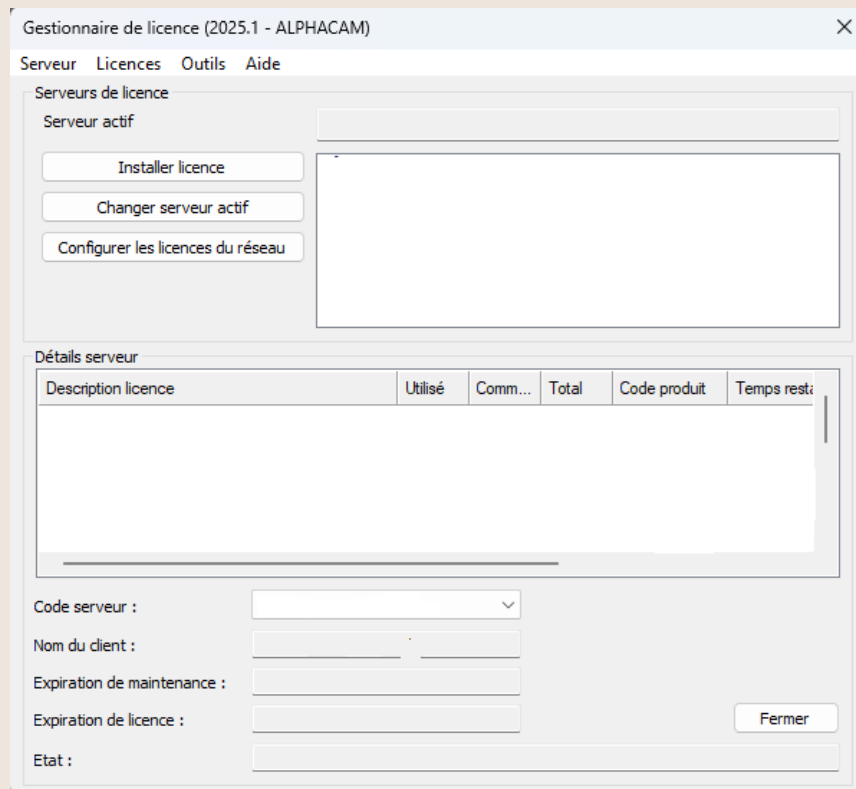 Gestionnaire de licence (2025.1 - ALPHACAM)
Serveur Licences Outils Aide
Serveurs de licence
Serveur actif
Installer licence
Changer serveur actif
Configurer les licences du réseau
Détails serveur
Description licence Utilisé Comm... Total Code produit Temps resta
Code serveur :
Nom du client :
Expiration de maintenance :
Expiration de licence :
Fermer
Etat :